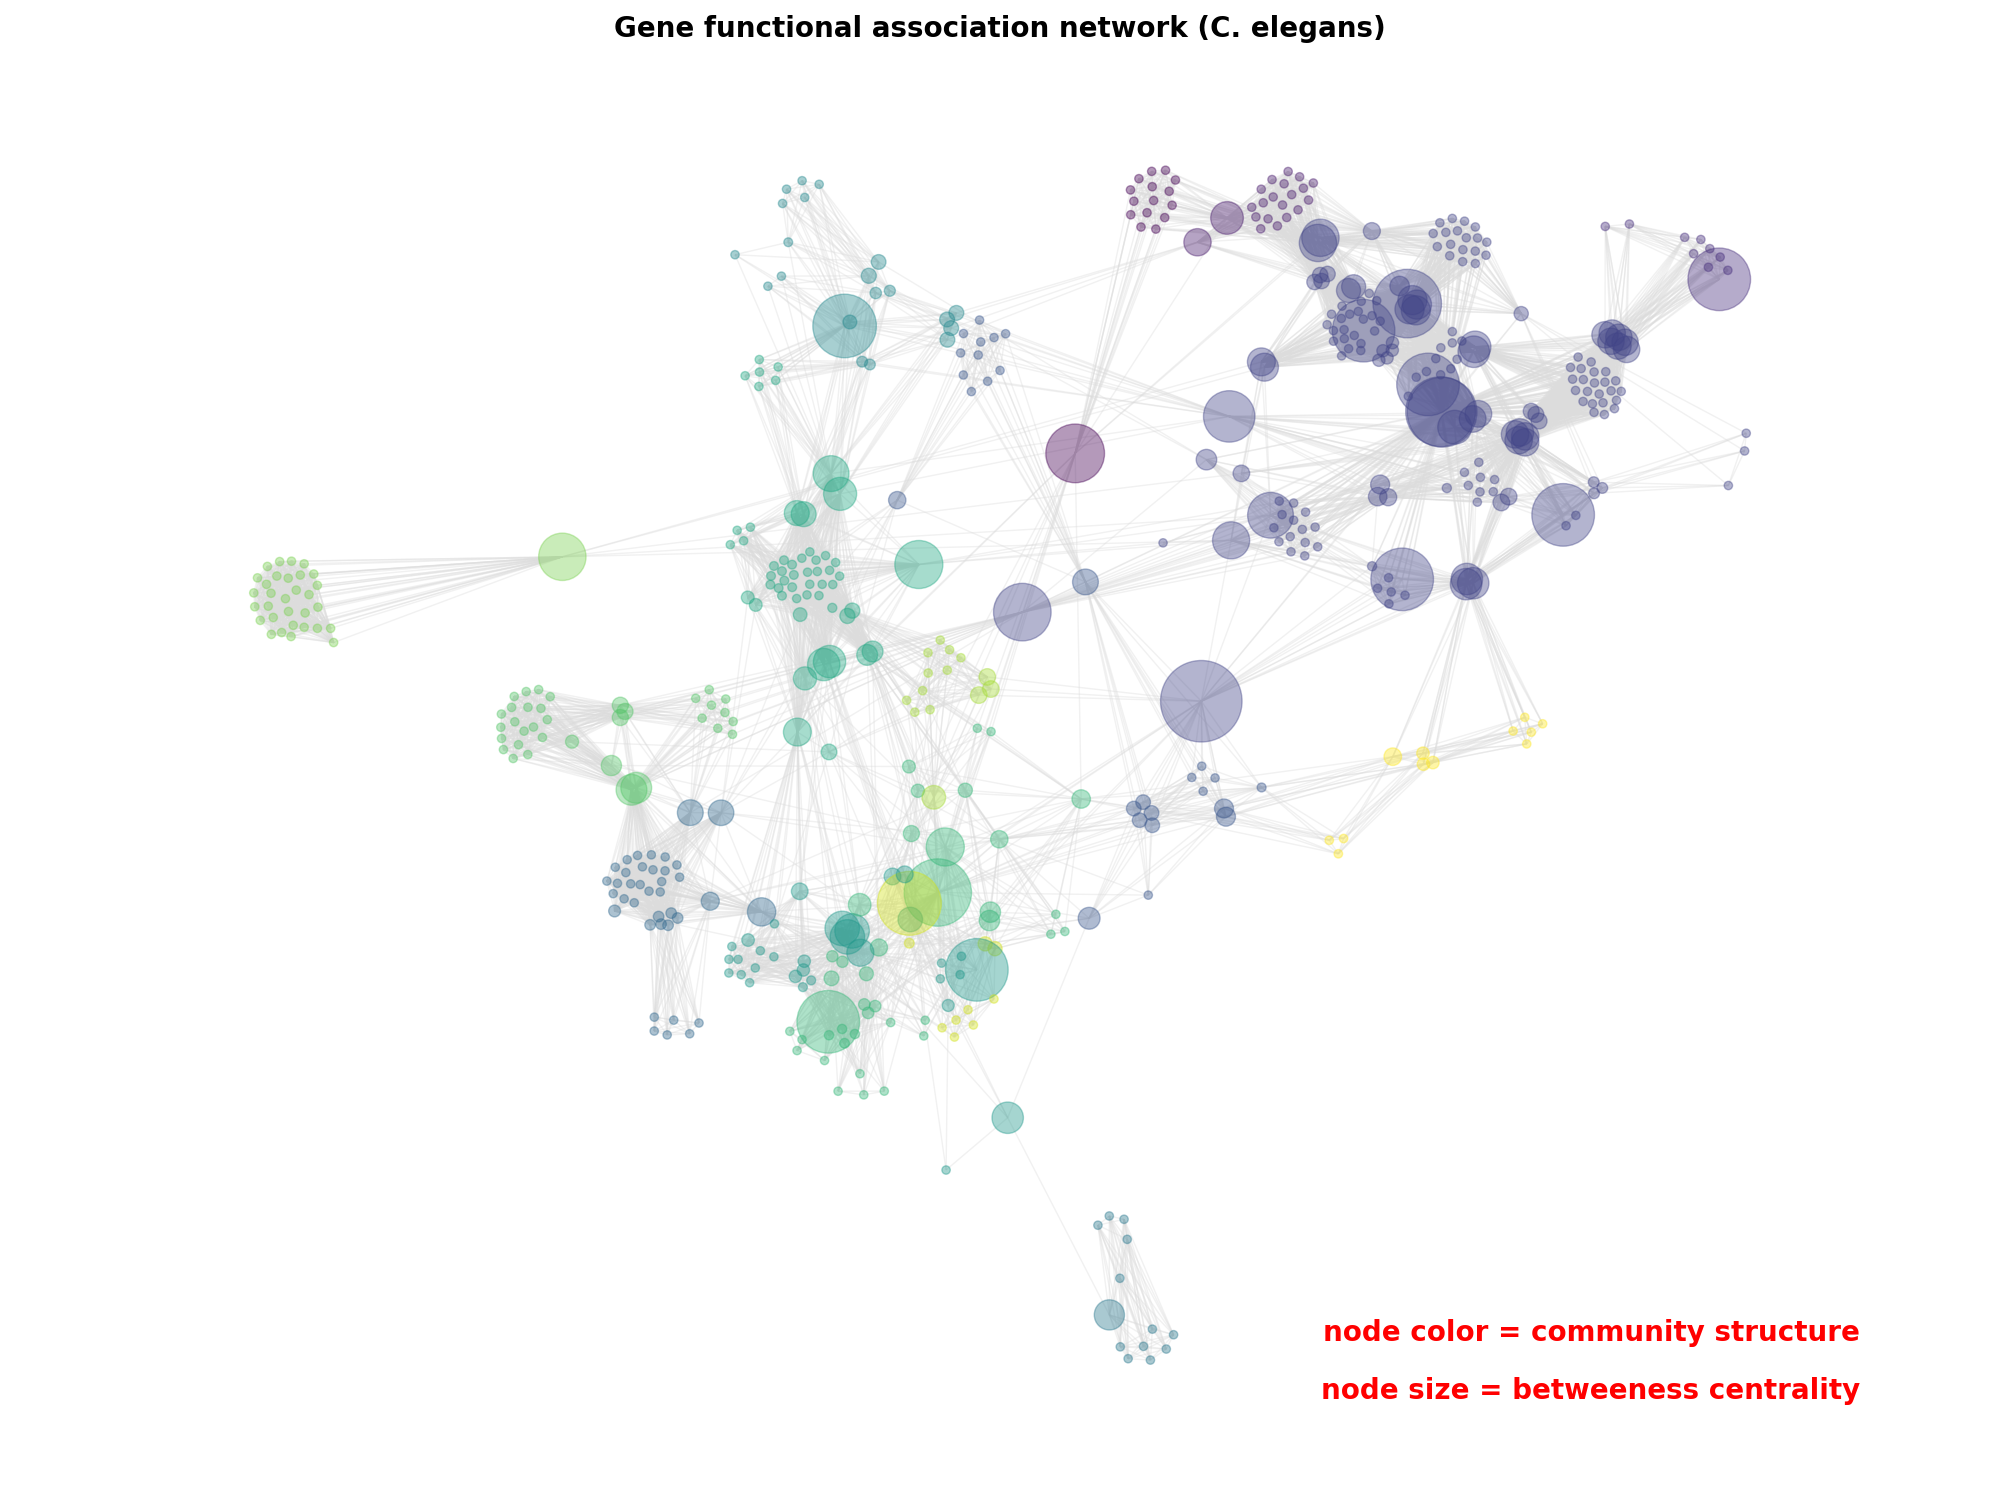 Gene functional association network (C. elegans)
node color = community structure
node size = betweeness centrality